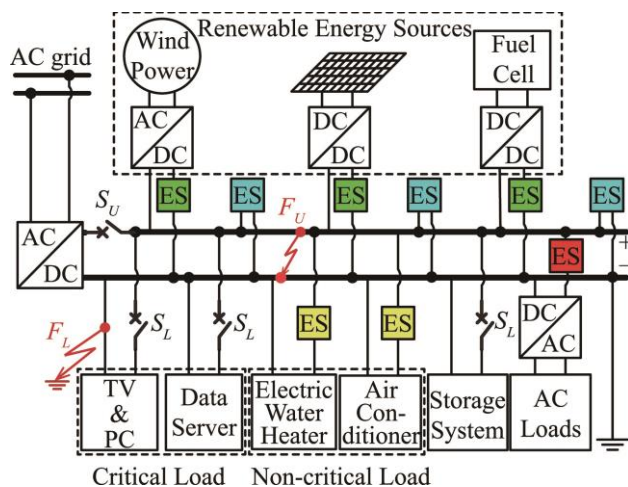 Renewable Energy Sources
Wind
Power
Fuel
Cell
AC grid
AC
DC
DC
DC
DC
DC
ES
ES
ES
ES
ES
ES
S_U
F_U
AC
DC
+
−
ES
F_L
S_L
S_L
ES
ES
S_L
DC
AC
TV
&
PC
Data
Server
Electric
Water
Heater
Air
Con-
ditioner
Storage
System
AC
Loads
Critical Load
Non-critical Load